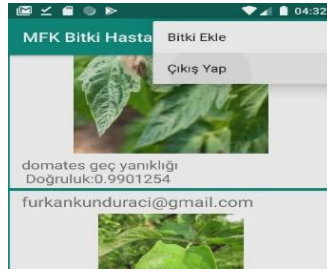 04:32
MFK Bitki Hasta
Bitki Ekle
Çıkış Yap
domates geç yanıklığı
Doğruluk:0.9901254
furkankunduraci@gmail.com